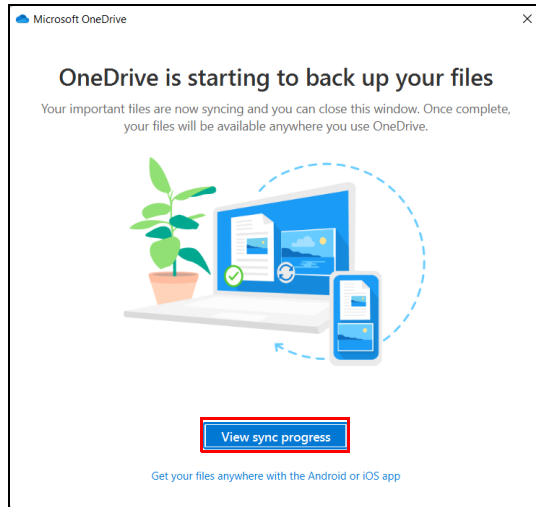 Microsoft OneDrive
OneDrive is starting to back up your files
Your important files are now syncing and you can close this window. Once complete,
your files will be available anywhere you use OneDrive.
View sync progress
Get your files anywhere with the Android or iOS app